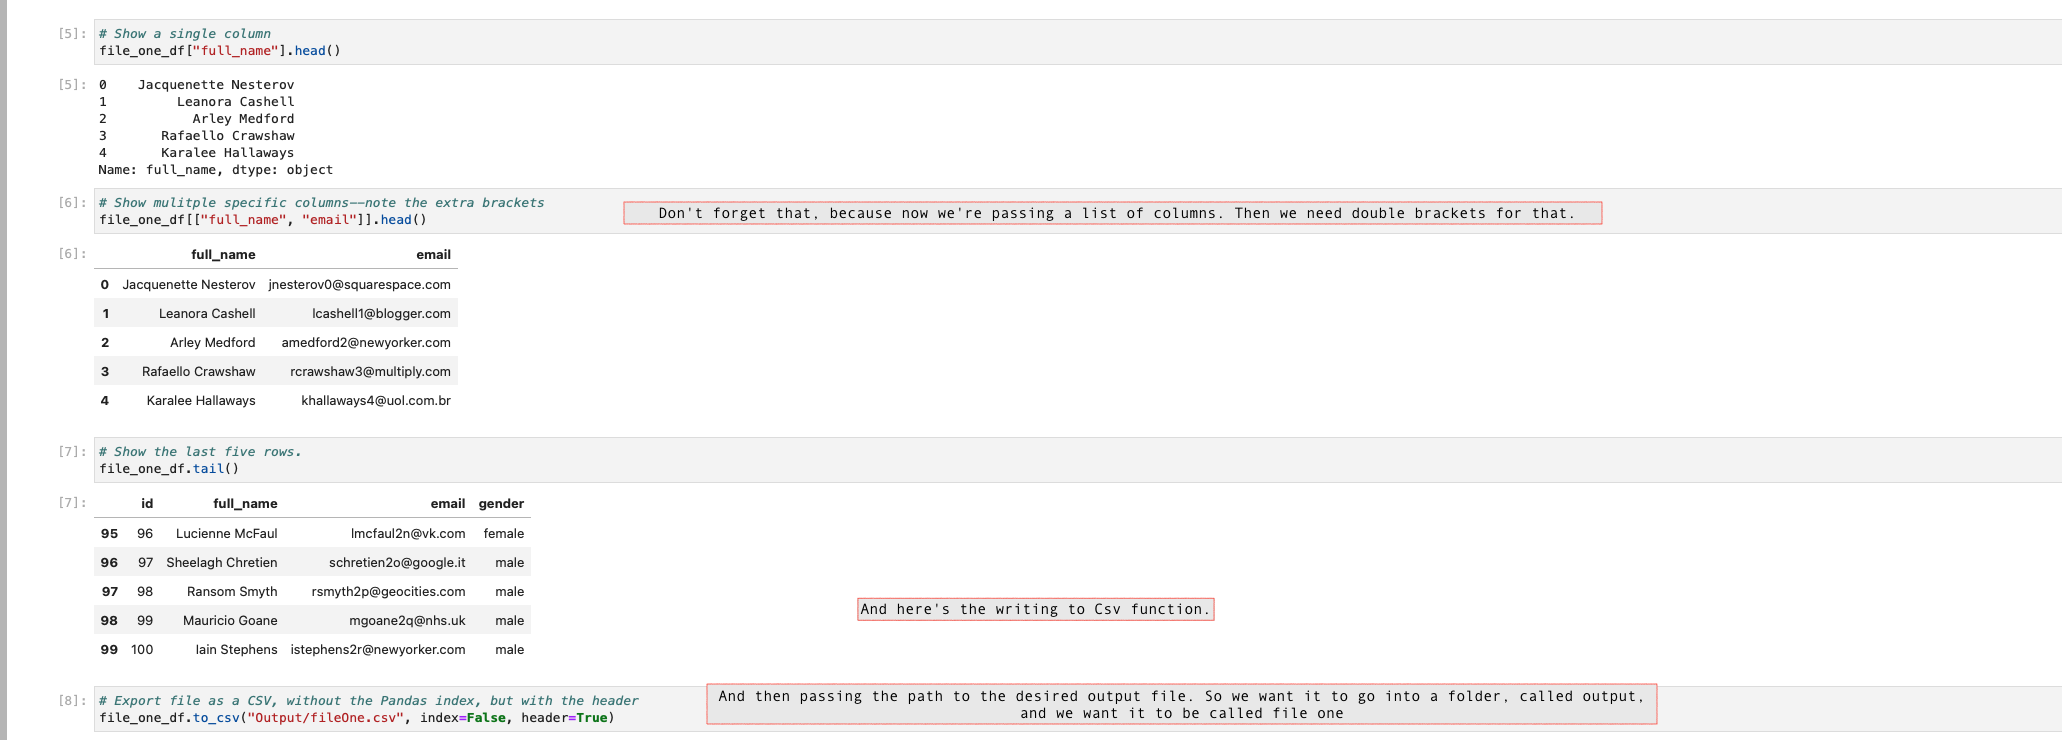 [5]: # Show a single column
file_one_df["full_name"].head()
[5]: 0    Jacquenette Nesterov
1         Leanora Cashell
2           Arley Medford
3       Rafaello Crawshaw
4       Karalee Hallaways
Name: full_name, dtype: object
[6]: # Show mulitple specific columns--note the extra brackets
file_one_df[["full_name", "email"]].head()
Don't forget that, because now we're passing a list of columns. Then we need double brackets for that.
[6]: full_name email
0 Jacquenette Nesterov jnesterov0@squarespace.com
1 Leanora Cashell lcashell1@blogger.com
2 Arley Medford amedford2@newyorker.com
3 Rafaello Crawshaw rcrawshaw3@multiply.com
4 Karalee Hallaways khallaways4@uol.com.br
[7]: # Show the last five rows.
file_one_df.tail()
[7]: id full_name email gender
95 96 Lucienne McFaul lmcfaul2n@vk.com female
96 97 Sheelagh Chretien schretien2o@google.it male
97 98 Ransom Smyth rsmyth2p@geocities.com male
98 99 Mauricio Goane mgoane2q@nhs.uk male
99 100 Iain Stephens istephens2r@newyorker.com male
And here's the writing to Csv function.
[8]: # Export file as a CSV, without the Pandas index, but with the header
file_one_df.to_csv("Output/fileOne.csv", index=False, header=True)
And then passing the path to the desired output file. So we want it to go into a folder, called output,
and we want it to be called file one